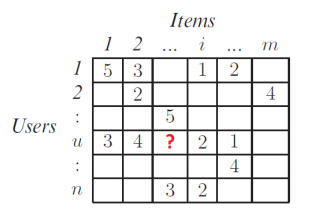 Items
1 2 ... i ... m
1 5 3 1 2
2 2 4
: 5
Users
u 3 4 ? 2 1
: 4
n 3 2